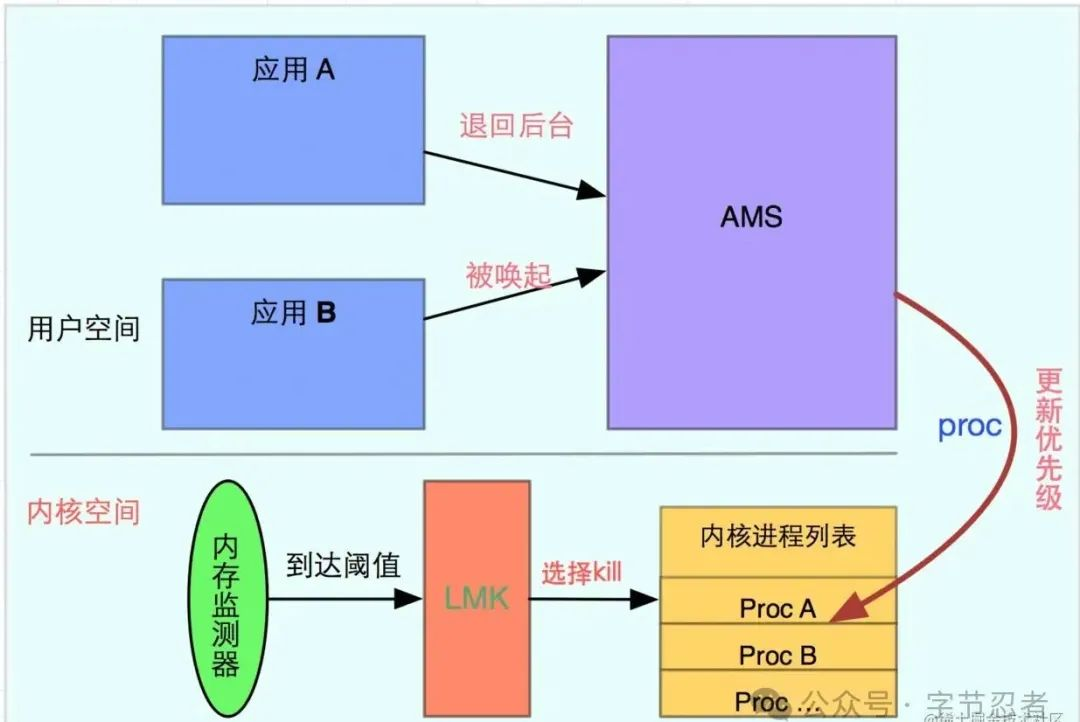 应用 A
退回后台
AMS
被唤起
应用 B
用户空间
proc
更新优先级
内核空间
内存监测器
到达阈值
LMK
选择kill
内核进程列表
Proc A
Proc B
Proc ...
公众号 · 字节忍者